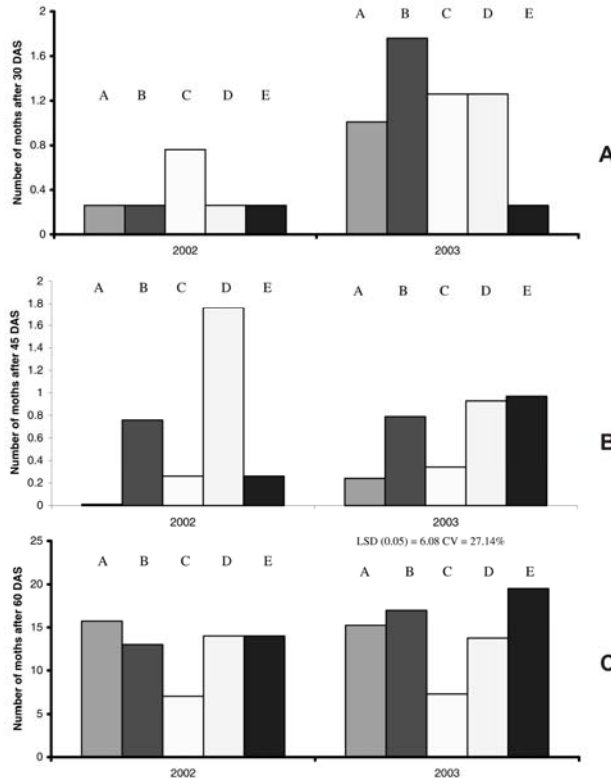 Number of moths after 30 DAS
2
1.6
1.2
0.8
0.4
0
A B C D E
A B C D E
2002 2003
A
Number of moths after 45 DAS
2
1.8
1.6
1.4
1.2
1
0.8
0.6
0.4
0.2
0
A B C D E
A B C D E
2002 2003
B
LSD (0.05) = 6.08 CV = 27.14%
Number of moths after 60 DAS
25
20
15
10
5
0
A B C D E
A B C D E
2002 2003
C